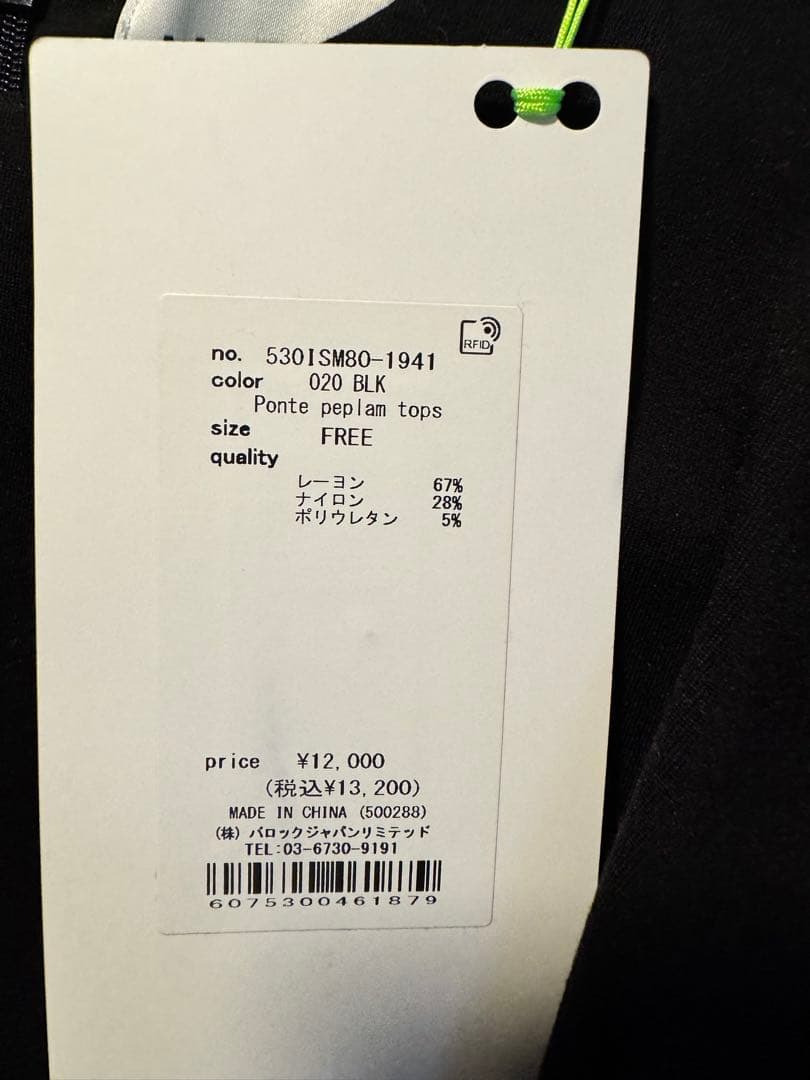 RFID
no. 530ISM80-1941
color 020 BLK
Ponte peplam tops
size FREE
quality
レーヨン 67%
ナイロン 28%
ポリウレタン 5%
price ¥12,000
(税込¥13,200)
MADE IN CHINA (500288)
(株) バロックジャパンリミテッド
TEL:03-6730-9191
6075300461879